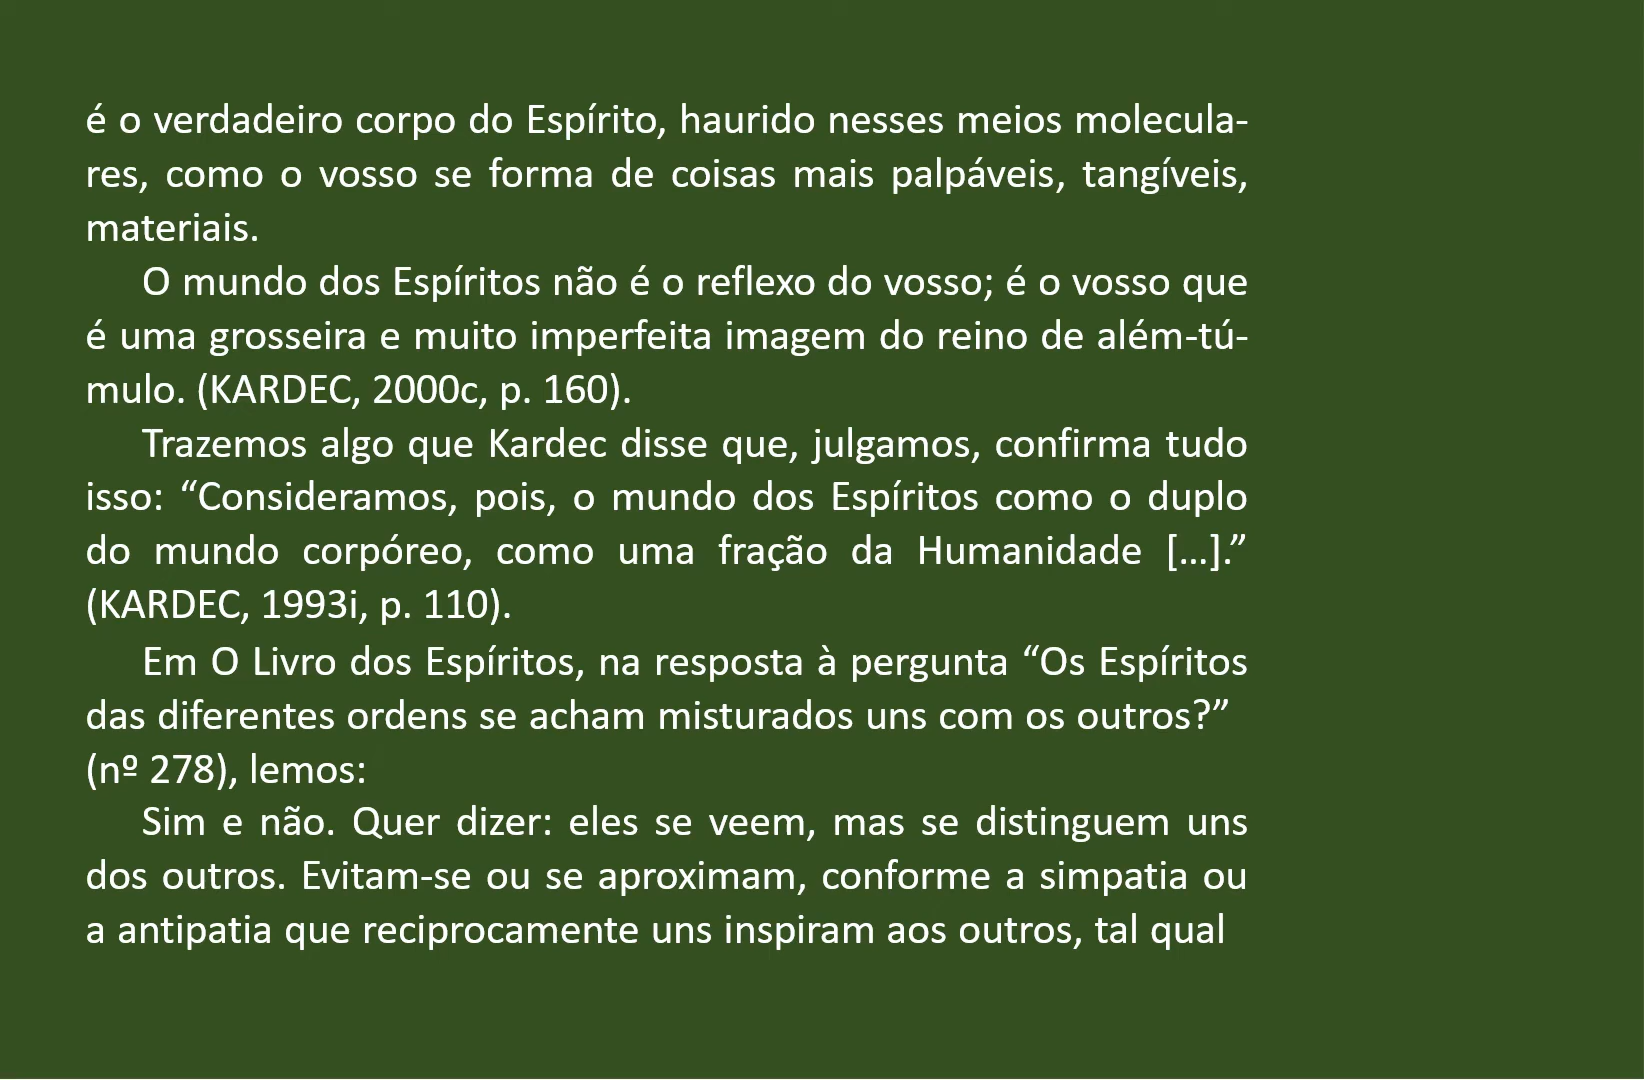 é o verdadeiro corpo do Espírito, haurido nesses meios molecula-
res, como o vosso se forma de coisas mais palpáveis, tangíveis,
materiais.
O mundo dos Espíritos não é o reflexo do vosso; é o vosso que
é uma grosseira e muito imperfeita imagem do reino de além-tú-
mulo. (KARDEC, 2000c, p. 160).
Trazemos algo que Kardec disse que, julgamos, confirma tudo
isso: “Consideramos, pois, o mundo dos Espíritos como o duplo
do mundo corpóreo, como uma fração da Humanidade […].”
(KARDEC, 1993i, p. 110).
Em O Livro dos Espíritos, na resposta à pergunta “Os Espíritos
das diferentes ordens se acham misturados uns com os outros?”
(nº 278), lemos:
Sim e não. Quer dizer: eles se veem, mas se distinguem uns
dos outros. Evitam-se ou se aproximam, conforme a simpatia ou
a antipatia que reciprocamente uns inspiram aos outros, tal qual